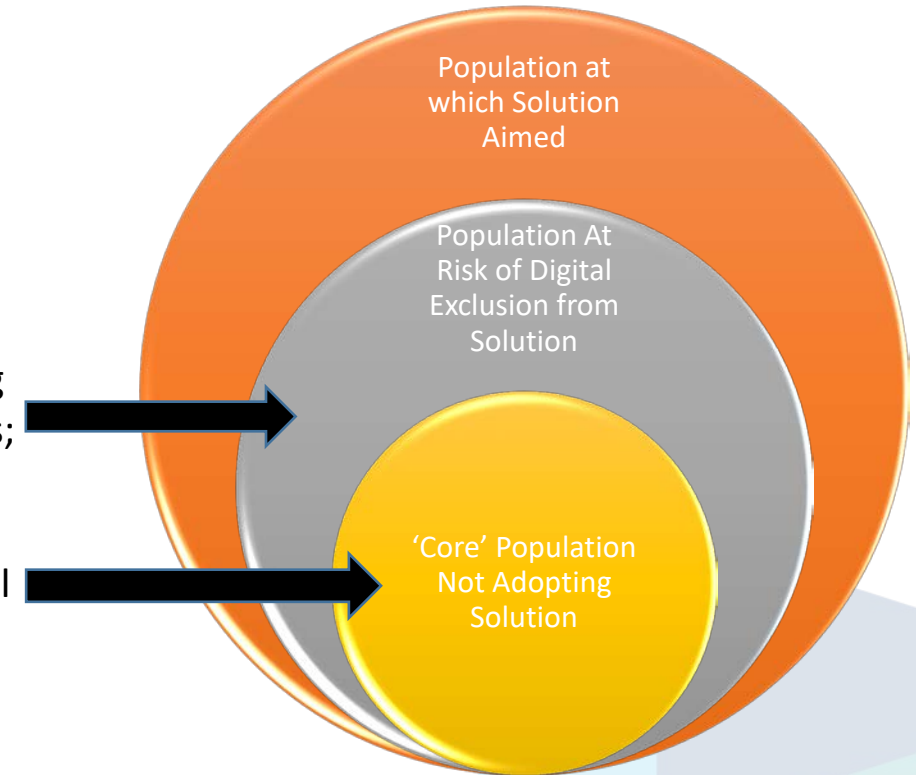 Population at
which Solution
Aimed
Population At
Risk of Digital
Exclusion from
Solution
s;
‘Core’ Population
Not Adopting
Solution